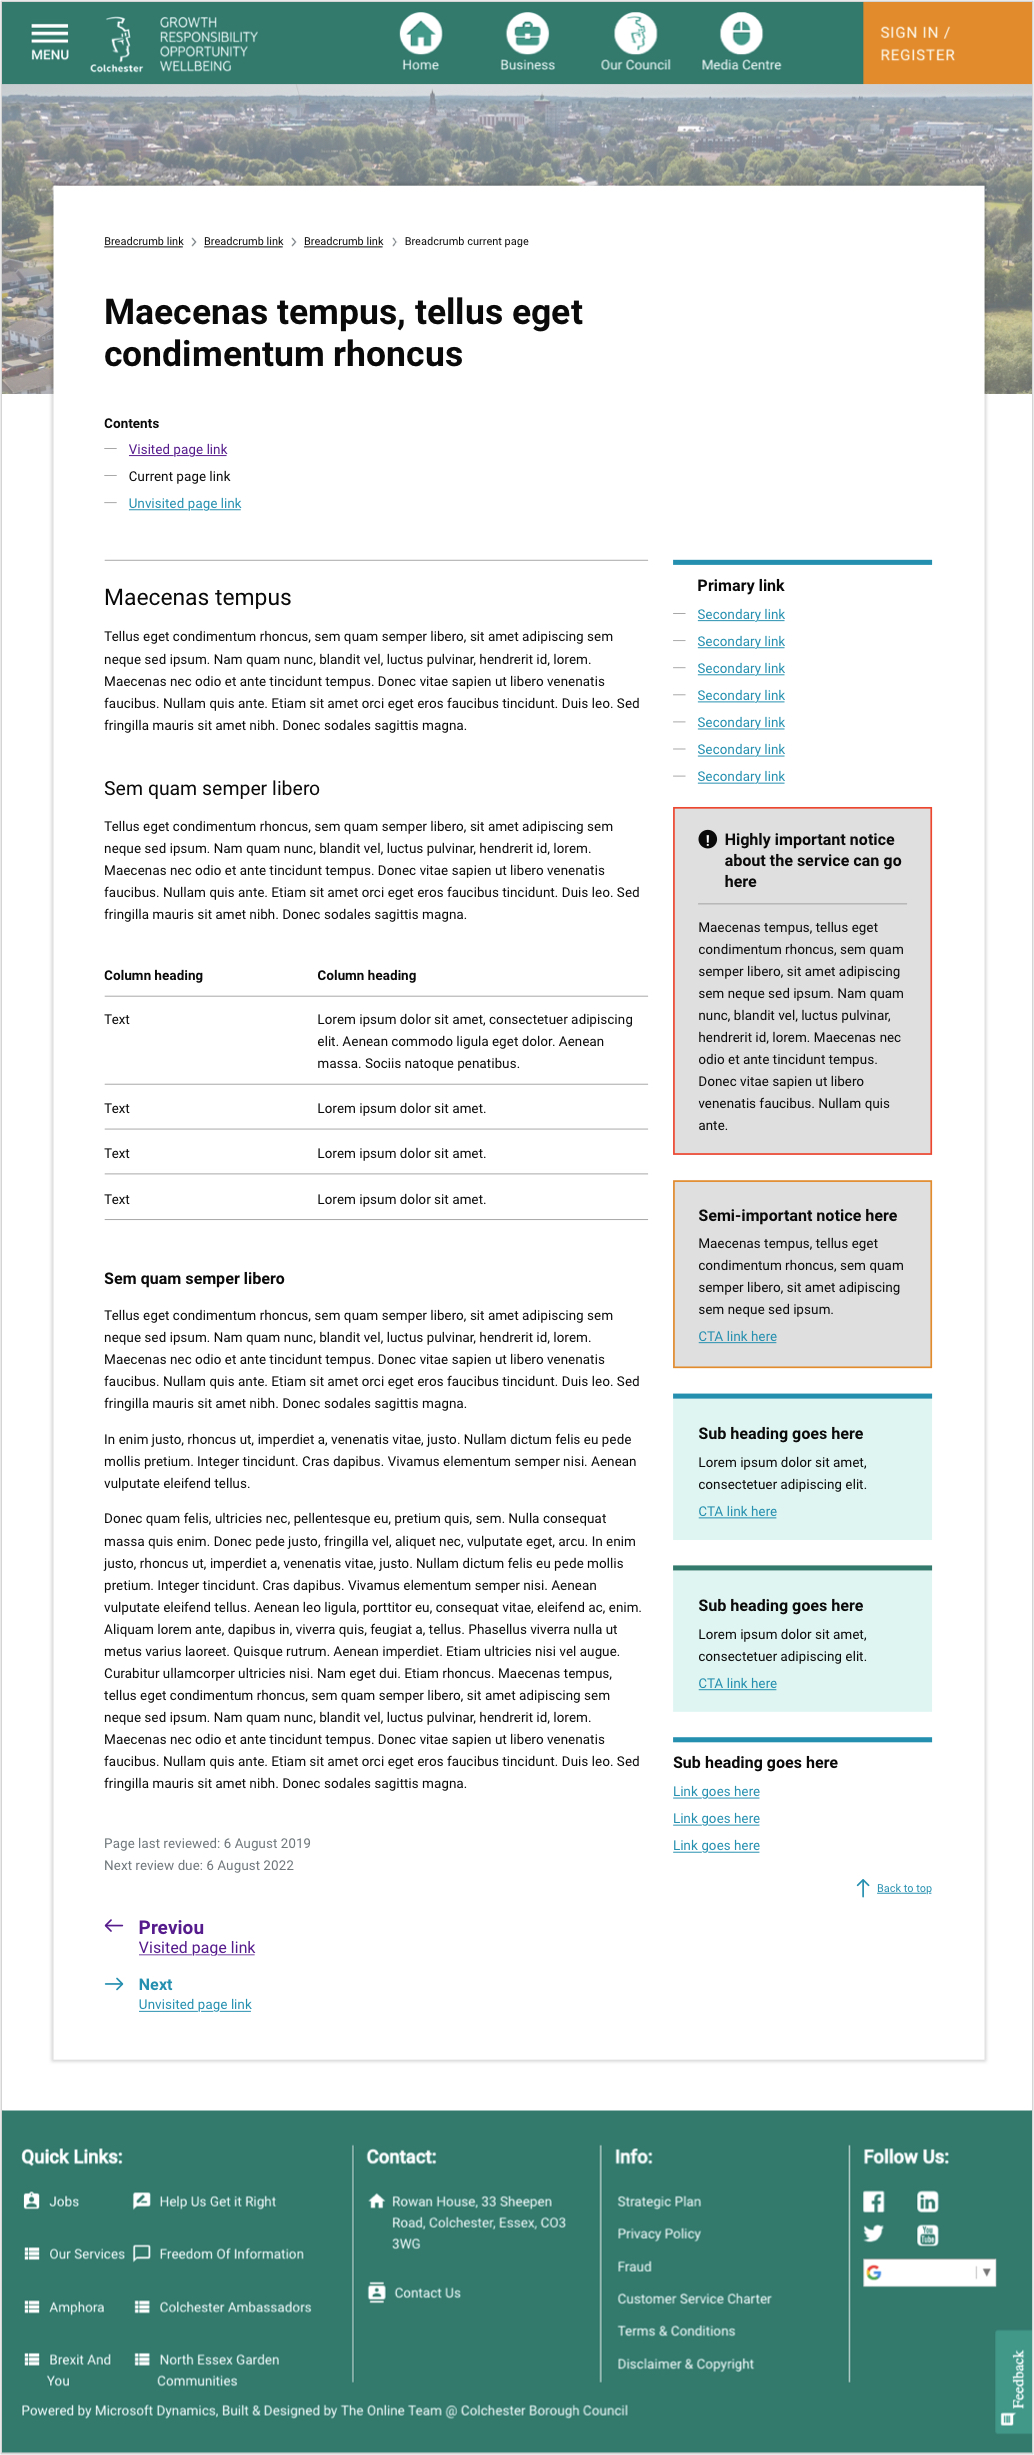 MENU
Colchester
GROWTH
RESPONSIBILITY
OPPORTUNITY
WELLBEING
Home
Business
Our Council
Media Centre
SIGN IN /
REGISTER
Breadcrumb link
Breadcrumb link
Breadcrumb link
Breadcrumb current page
Maecenas tempus, tellus eget
condimentum rhoncus
Contents
Visited page link
Current page link
Unvisited page link
Maecenas tempus
Tellus eget condimentum rhoncus, sem quam semper libero, sit amet adipiscing sem
neque sed ipsum. Nam quam nunc, blandit vel, luctus pulvinar, hendrerit id, lorem.
Maecenas nec odio et ante tincidunt tempus. Donec vitae sapien ut libero venenatis
faucibus. Nullam quis ante. Etiam sit amet orci eget eros faucibus tincidunt. Duis leo. Sed
fringilla mauris sit amet nibh. Donec sodales sagittis magna.
Sem quam semper libero
Tellus eget condimentum rhoncus, sem quam semper libero, sit amet adipiscing sem
neque sed ipsum. Nam quam nunc, blandit vel, luctus pulvinar, hendrerit id, lorem.
Maecenas nec odio et ante tincidunt tempus. Donec vitae sapien ut libero venenatis
faucibus. Nullam quis ante. Etiam sit amet orci eget eros faucibus tincidunt. Duis leo. Sed
fringilla mauris sit amet nibh. Donec sodales sagittis magna.
Column heading
Column heading
Text
Lorem ipsum dolor sit amet, consectetuer adipiscing
elit. Aenean commodo ligula eget dolor. Aenean
massa. Sociis natoque penatibus.
Text
Lorem ipsum dolor sit amet.
Text
Lorem ipsum dolor sit amet.
Text
Lorem ipsum dolor sit amet.
Sem quam semper libero
Tellus eget condimentum rhoncus, sem quam semper libero, sit amet adipiscing sem
neque sed ipsum. Nam quam nunc, blandit vel, luctus pulvinar, hendrerit id, lorem.
Maecenas nec odio et ante tincidunt tempus. Donec vitae sapien ut libero venenatis
faucibus. Nullam quis ante. Etiam sit amet orci eget eros faucibus tincidunt. Duis leo. Sed
fringilla mauris sit amet nibh. Donec sodales sagittis magna.
In enim justo, rhoncus ut, imperdiet a, venenatis vitae, justo. Nullam dictum felis eu pede
mollis pretium. Integer tincidunt. Cras dapibus. Vivamus elementum semper nisi. Aenean
vulputate eleifend tellus.
Donec quam felis, ultricies nec, pellentesque eu, pretium quis, sem. Nulla consequat
massa quis enim. Donec pede justo, fringilla vel, aliquet nec, vulputate eget, arcu. In enim
justo, rhoncus ut, imperdiet a, venenatis vitae, justo. Nullam dictum felis eu pede mollis
pretium. Integer tincidunt. Cras dapibus. Vivamus elementum semper nisi. Aenean
vulputate eleifend tellus. Aenean leo ligula, porttitor eu, consequat vitae, eleifend ac, enim.
Aliquam lorem ante, dapibus in, viverra quis, feugiat a, tellus. Phasellus viverra nulla ut
metus varius laoreet. Quisque rutrum. Aenean imperdiet. Etiam ultricies nisi vel augue.
Curabitur ullamcorper ultricies nisi. Nam eget dui. Etiam rhoncus. Maecenas tempus,
tellus eget condimentum rhoncus, sem quam semper libero, sit amet adipiscing sem
neque sed ipsum. Nam quam nunc, blandit vel, luctus pulvinar, hendrerit id, lorem.
Maecenas nec odio et ante tincidunt tempus. Donec vitae sapien ut libero venenatis
faucibus. Nullam quis ante. Etiam sit amet orci eget eros faucibus tincidunt. Duis leo. Sed
fringilla mauris sit amet nibh. Donec sodales sagittis magna.
Page last reviewed: 6 August 2019
Next review due: 6 August 2022
Previou
Visited page link
Next
Unvisited page link
Primary link
Secondary link
Secondary link
Secondary link
Secondary link
Secondary link
Secondary link
Secondary link
Highly important notice
about the service can go
here
Maecenas tempus, tellus eget
condimentum rhoncus, sem quam
semper libero, sit amet adipiscing
sem neque sed ipsum. Nam quam
nunc, blandit vel, luctus pulvinar,
hendrerit id, lorem. Maecenas nec
odio et ante tincidunt tempus.
Donec vitae sapien ut libero
venenatis faucibus. Nullam quis
ante.
Semi-important notice here
Maecenas tempus, tellus eget
condimentum rhoncus, sem quam
semper libero, sit amet adipiscing
sem neque sed ipsum.
CTA link here
Sub heading goes here
Lorem ipsum dolor sit amet,
consectetuer adipiscing elit.
CTA link here
Sub heading goes here
Lorem ipsum dolor sit amet,
consectetuer adipiscing elit.
CTA link here
Sub heading goes here
Link goes here
Link goes here
Link goes here
Back to top
Quick Links:
Jobs
Help Us Get it Right
Our Services
Freedom Of Information
Amphora
Colchester Ambassadors
Brexit And
You
North Essex Garden
Communities
Contact:
Rowan House, 33 Sheepen
Road, Colchester, Essex, CO3
3WG
Contact Us
Info:
Strategic Plan
Privacy Policy
Fraud
Customer Service Charter
Terms & Conditions
Disclaimer & Copyright
Follow Us:
You
Tube
Feedback
Powered by Microsoft Dynamics, Built & Designed by The Online Team @ Colchester Borough Council